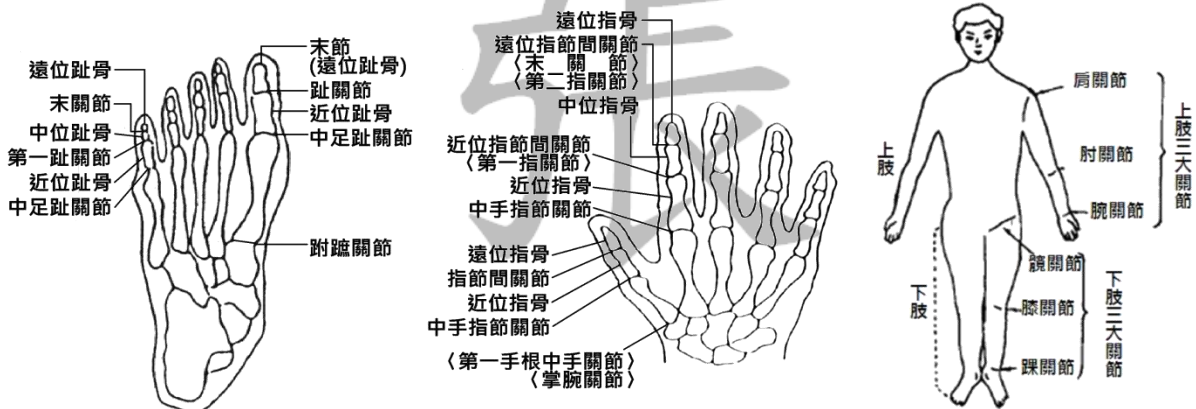 遠位趾骨
末關節
中位趾骨
第一趾關節
近位趾骨
中足趾關節
末節
(遠位趾骨)
趾關節
近位趾骨
中足趾關節
跗蹠關節
張
遠位指骨
遠位指節間關節
〈末關節〉
〈第二指關節〉
中位指骨
近位指節間關節
〈第一指關節〉
近位指骨
中手指節關節
遠位指骨
指節間關節
近位指骨
中手指節關節
〈第一手根中手關節〉
〈掌腕關節〉
上肢
肩關節
肘關節
腕關節
上肢三大關節
下肢
髖關節
膝關節
踝關節
下肢三大關節